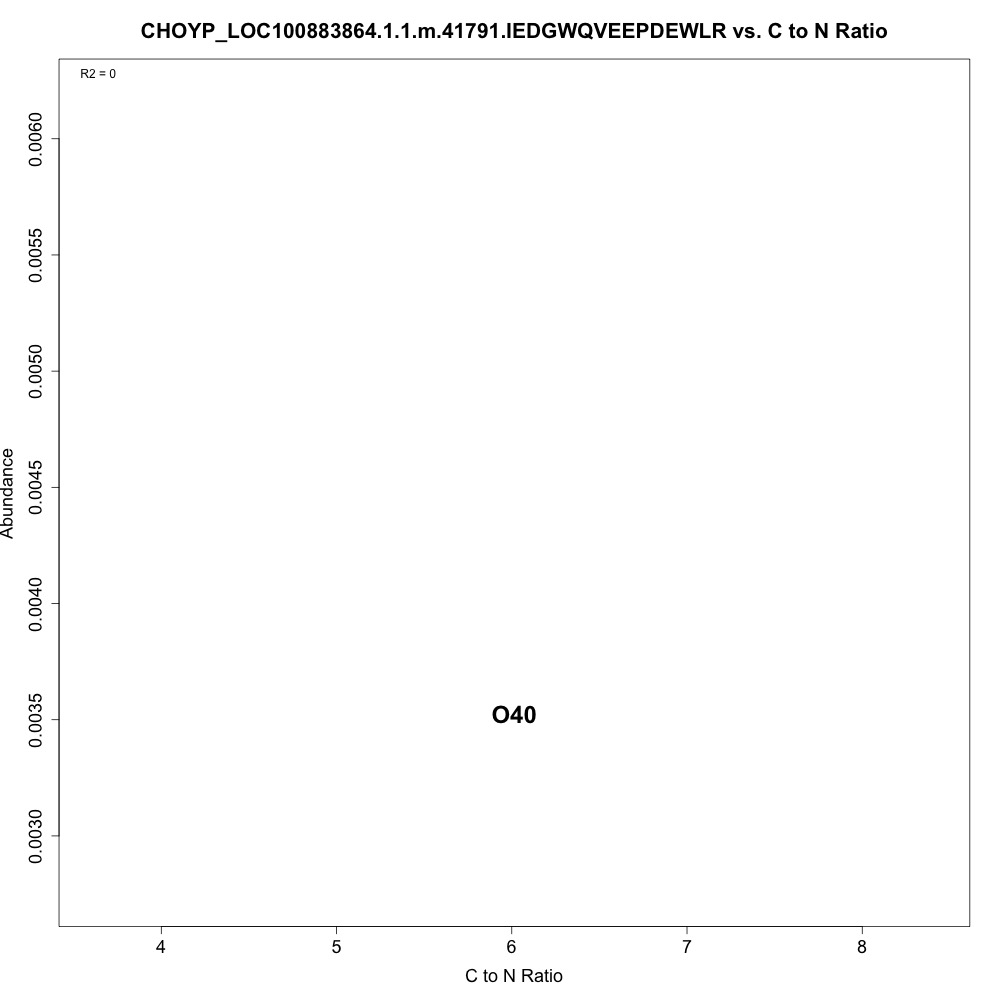 CHOYP_LOC100883864.1.1.m.41791.IEDGWQVEEPDEWLR vs. C to N Ratio
R2 = 0
0.0060
0.0055
0.0050
0.0045
0.0040
0.0035
0.0030
Abundance
O40
4 5 6 7 8
C to N Ratio